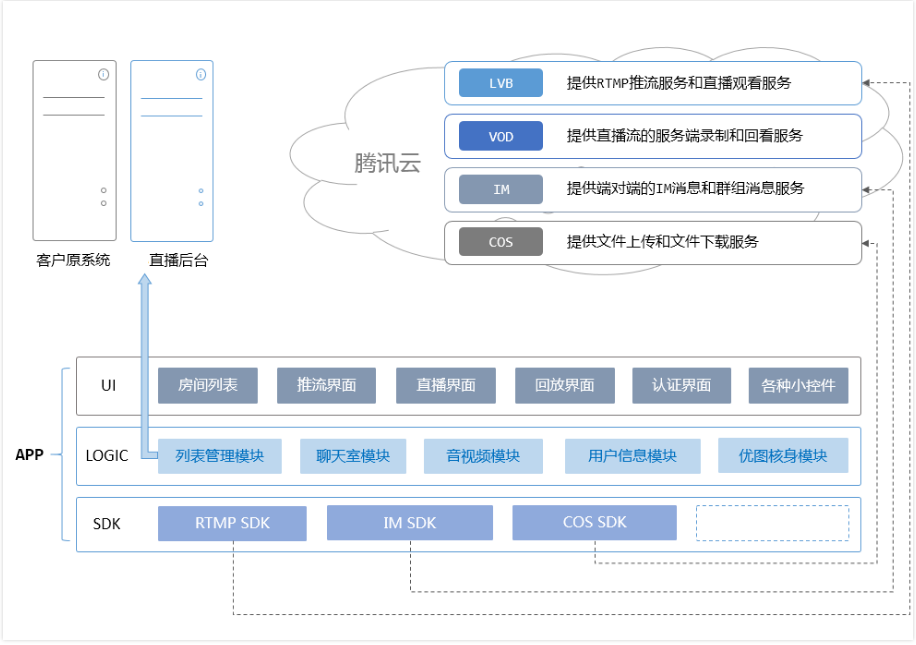 LVB 提供RTMP推流服务和直播观看服务
VOD 提供直播流的服务端录制和回看服务
腾讯云
IM 提供端对端的IM消息和群组消息服务
COS 提供文件上传和文件下载服务
客户原系统 直播后台
APP
UI 房间列表 推流界面 直播界面 回放界面 认证界面 各种小控件
LOGIC 列表管理模块 聊天室模块 音视频模块 用户信息模块 优图核身模块
SDK RTMP SDK IM SDK COS SDK